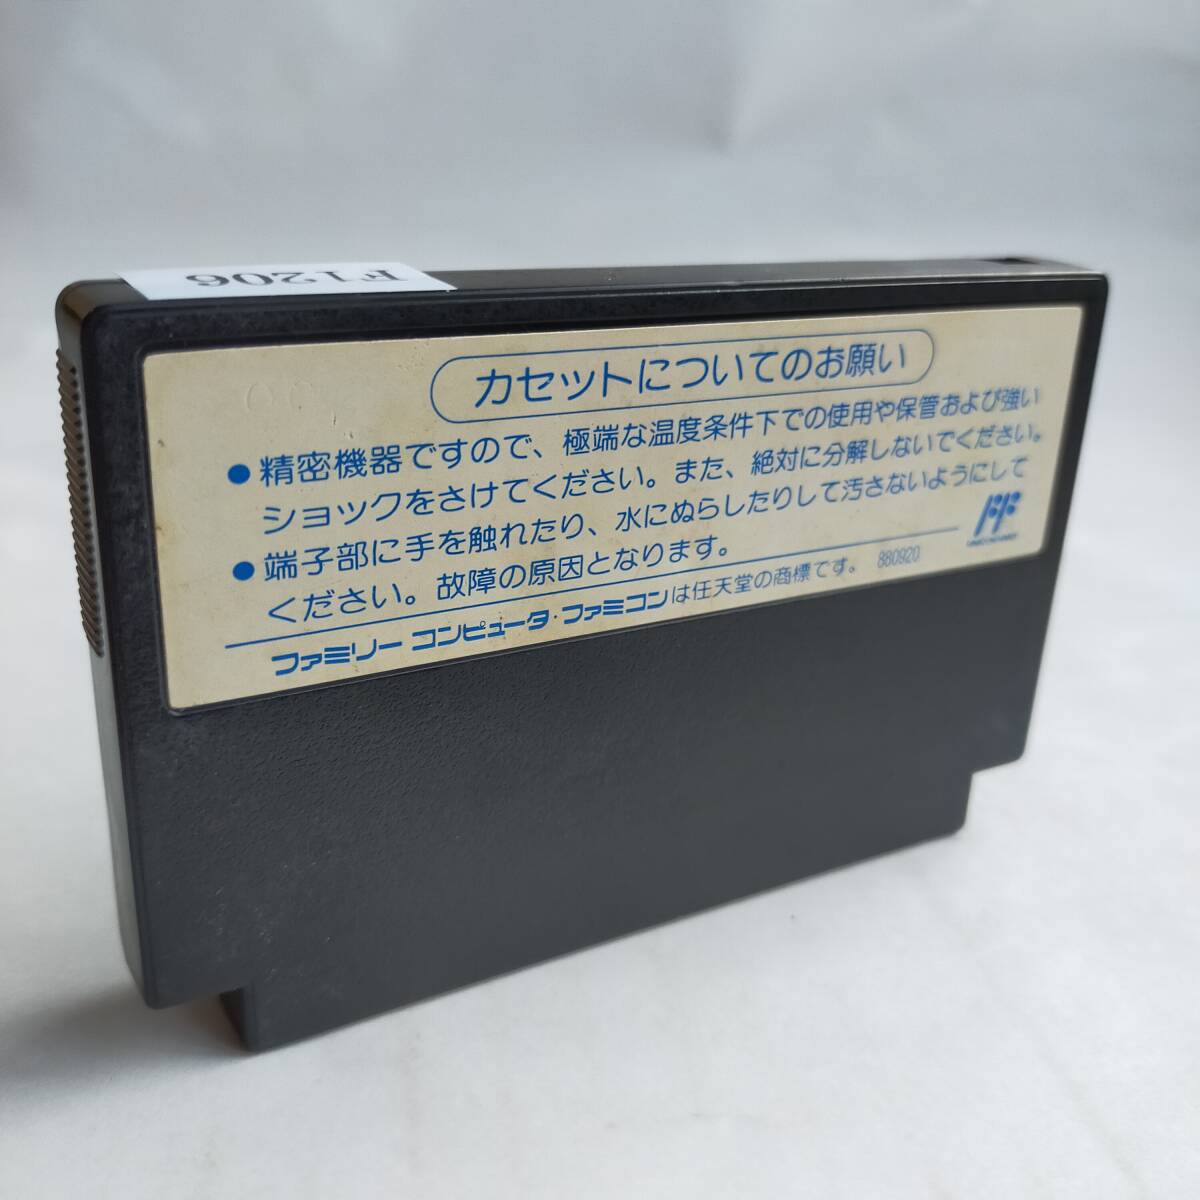 F1206
カセットについてのお願い
●精密機器ですので、極端な温度条件下での使用や保管および強い
ショックをさけてください。また、絶対に分解しないでください。
●端子部に手を触れたり、水にぬらしたりして汚さないようにして
ください。故障の原因となります。
ファミリーコンピュータ・ファミコンは任天堂の商標です。 880920